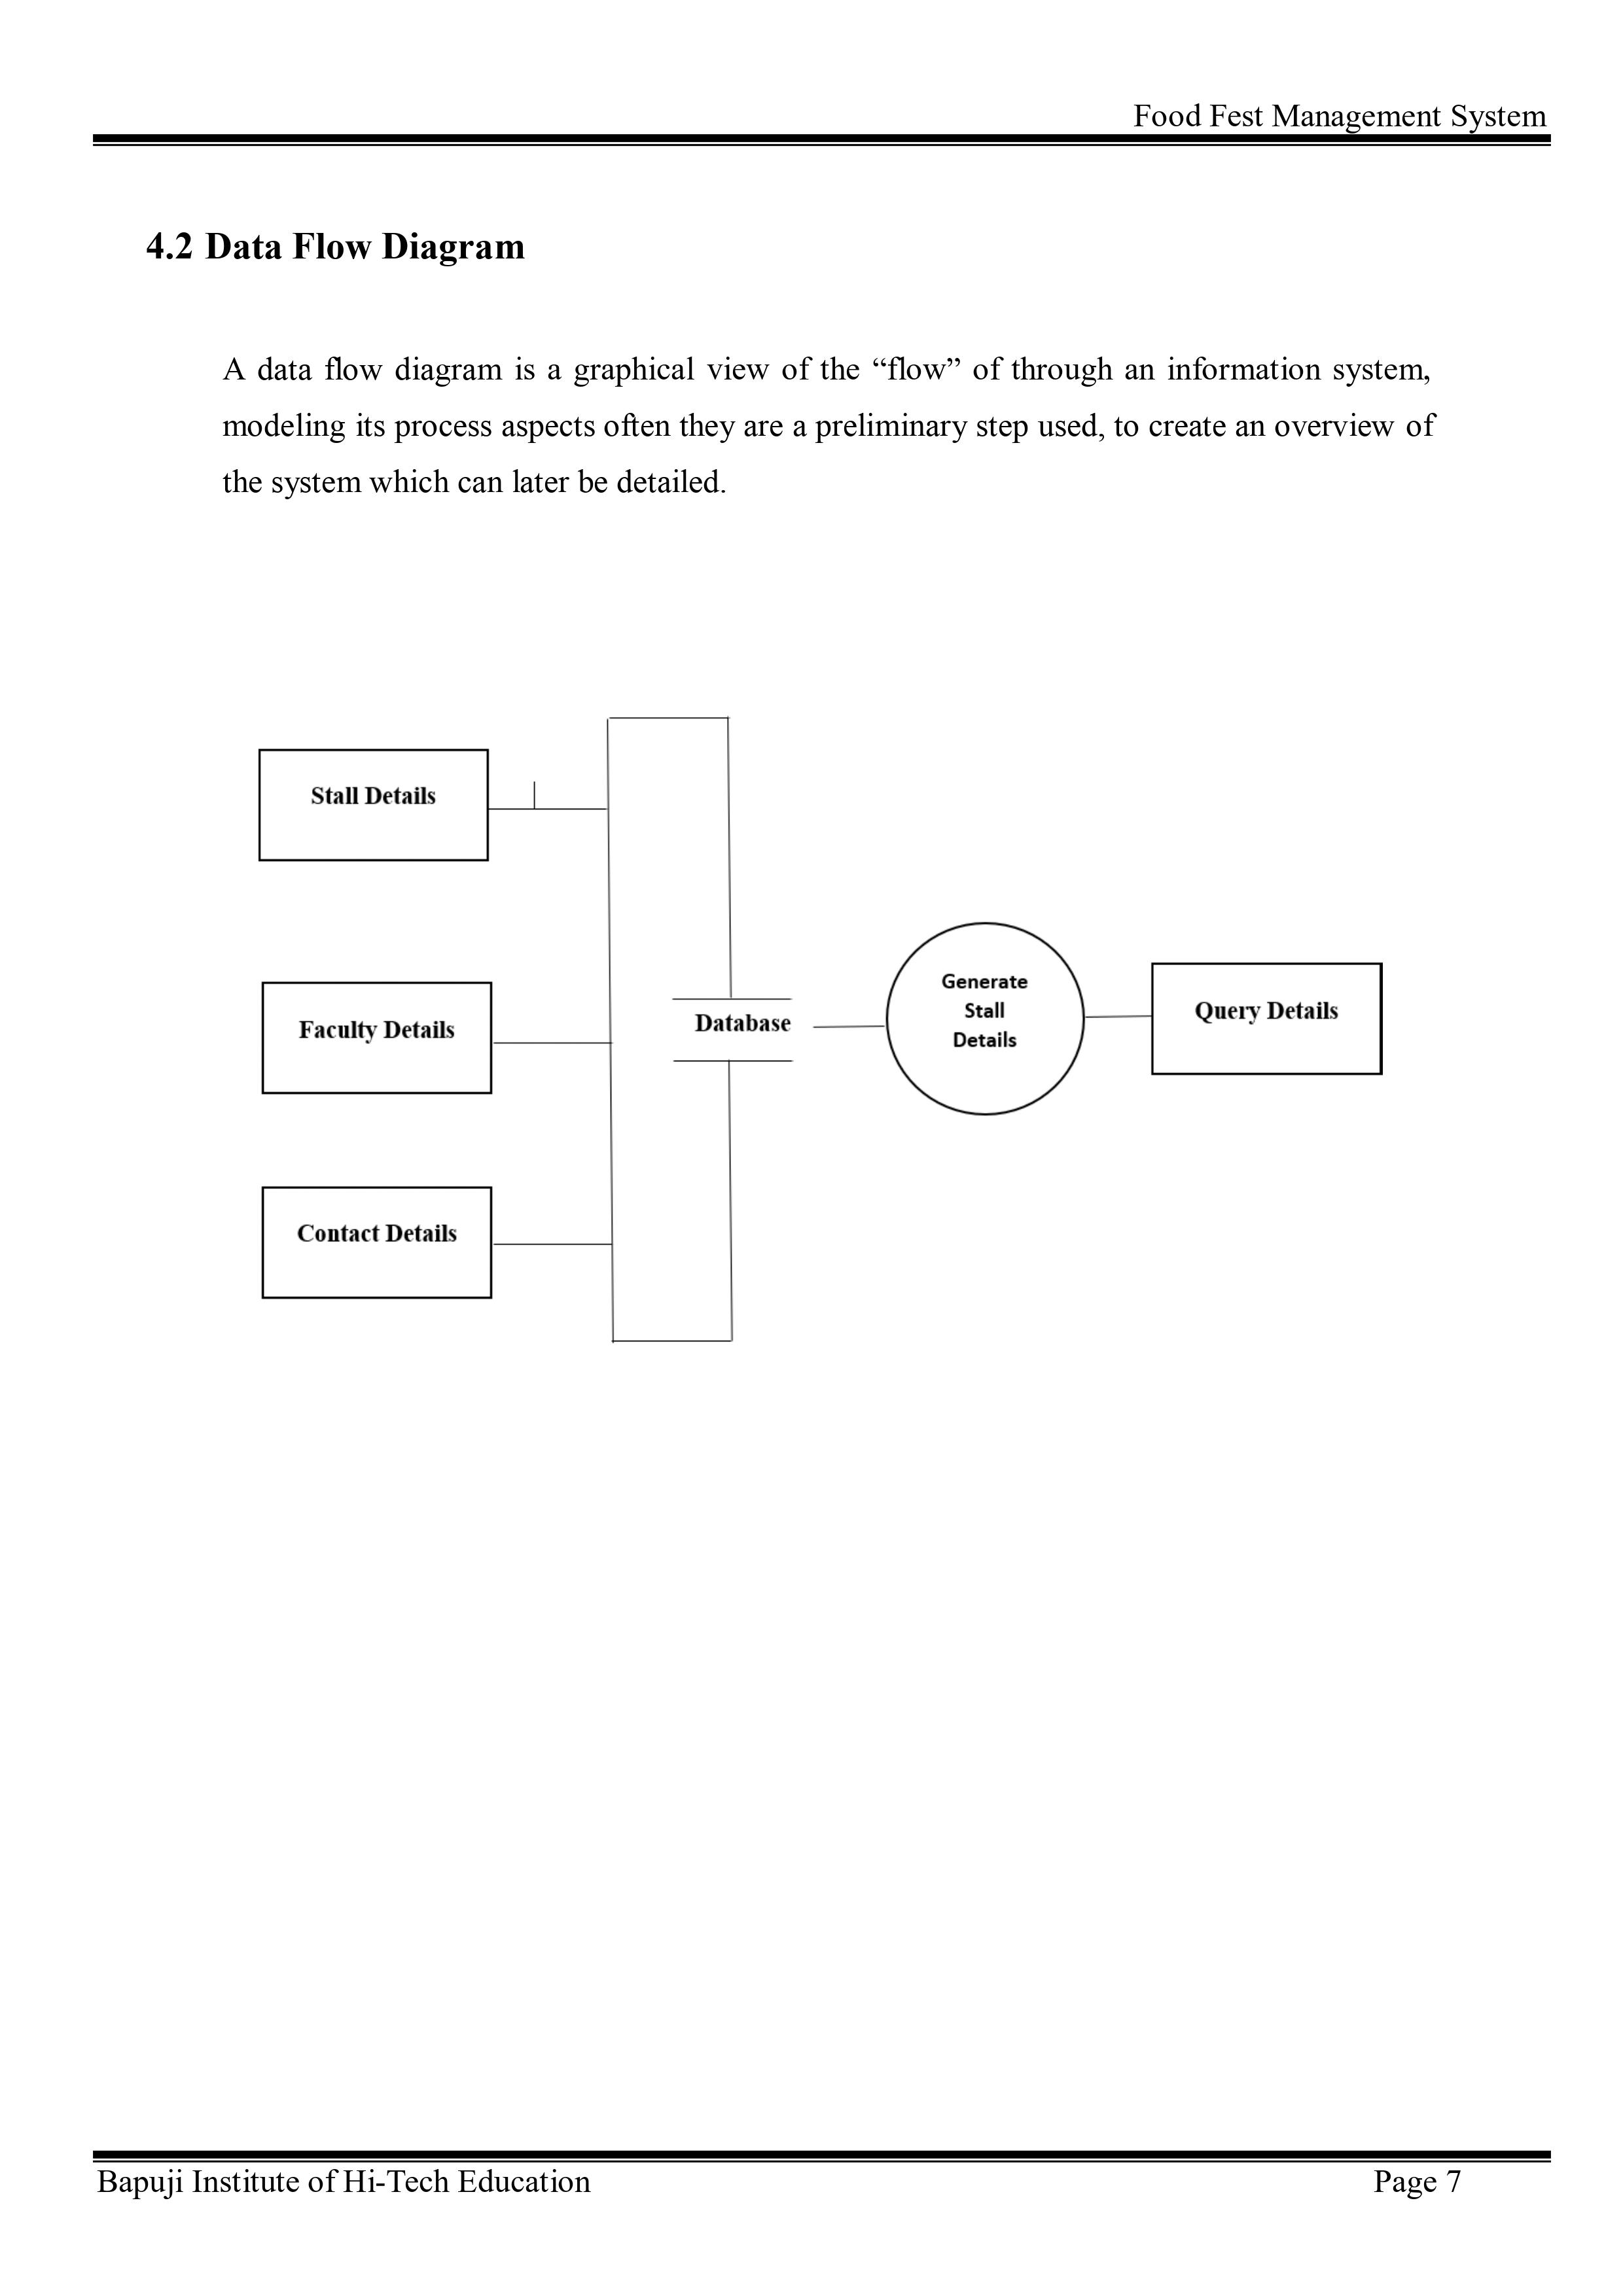 Food Fest Management System
4.2 Data Flow Diagram
A data flow diagram is a graphical view of the “flow” of through an information system,
modeling its process aspects often they are a preliminary step used, to create an overview of
the system which can later be detailed.
Stall Details
Faculty Details
Contact Details
Database
Generate
Stall
Details
Query Details
Bapuji Institute of Hi-Tech Education
Page 7